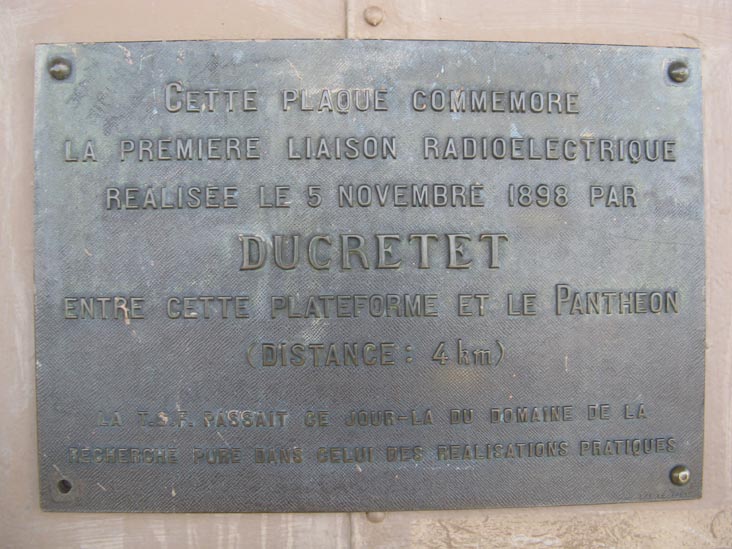 CETTE PLAQUE COMMEMORE
LA PREMIERE LIAISON RADIOELECTRIQUE
REALISEE LE 5 NOVEMBRE 1898 PAR
DUCRETET
ENTRE CETTE PLATEFORME ET LE PANTHEON
(DISTANCE: 4 km)
LA T.S.F. PASSAIT CE JOUR-LA DU DOMAINE DE LA
RECHERCHE PURE DANS CELUI DES REALISATIONS PRATIQUES